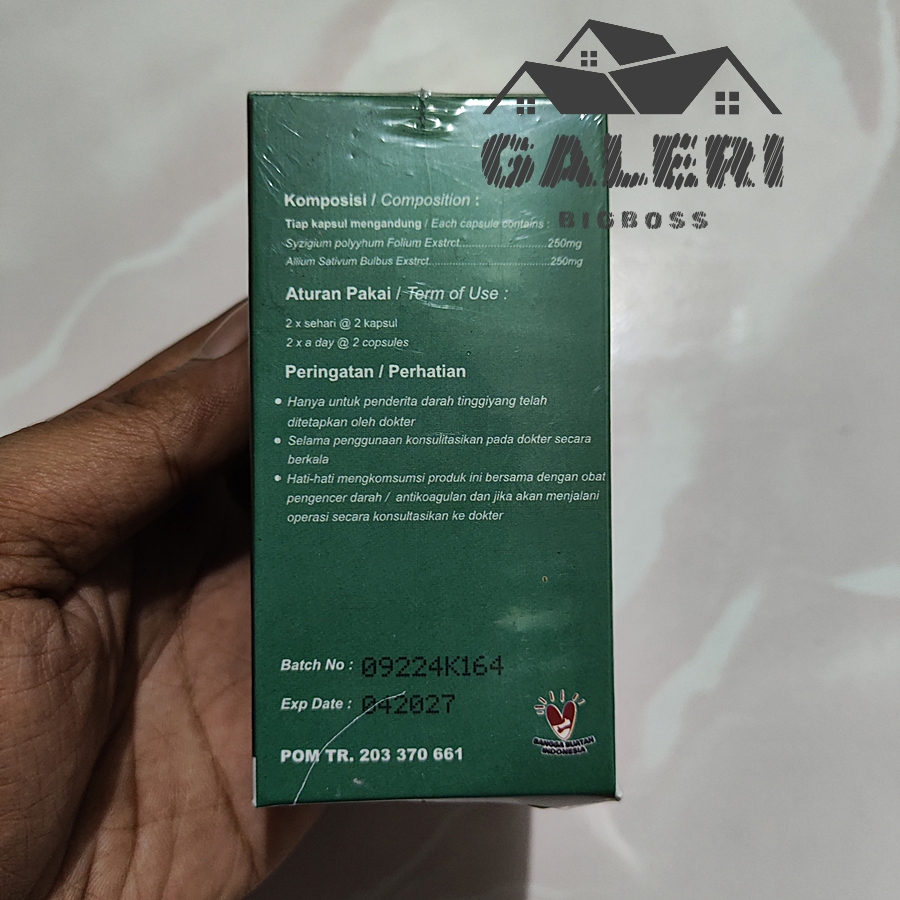 GALERI
BIGBOSS
Komposisi / Composition :
Tiap kapsul mengandung / Each capsule contains :
Syzigium polyyhum Folium Exstrct..............................250mg
Allium Sativum Bulbus Exstrct..........................................250mg
Aturan Pakai / Term of Use :
2 x sehari @ 2 kapsul
2 x a day @ 2 copsules
Peringatan / Perhatian
• Hanya untuk penderita darah tinggiyang telah
ditetapkan oleh dokter
• Selama penggunaan konsulitasikan pada dokter secara
berkala
• Hati-hati mengkomsumsi produk ini bersama dengan obat
pengencer darah / antikoagulan dan jika akan menjalani
operasi secara konsultasikan ke dokter
Batch No : 09224K164
Exp Date : 042027
POM TR. 203 370 661
BANGGA BUATAN
INDONESIA